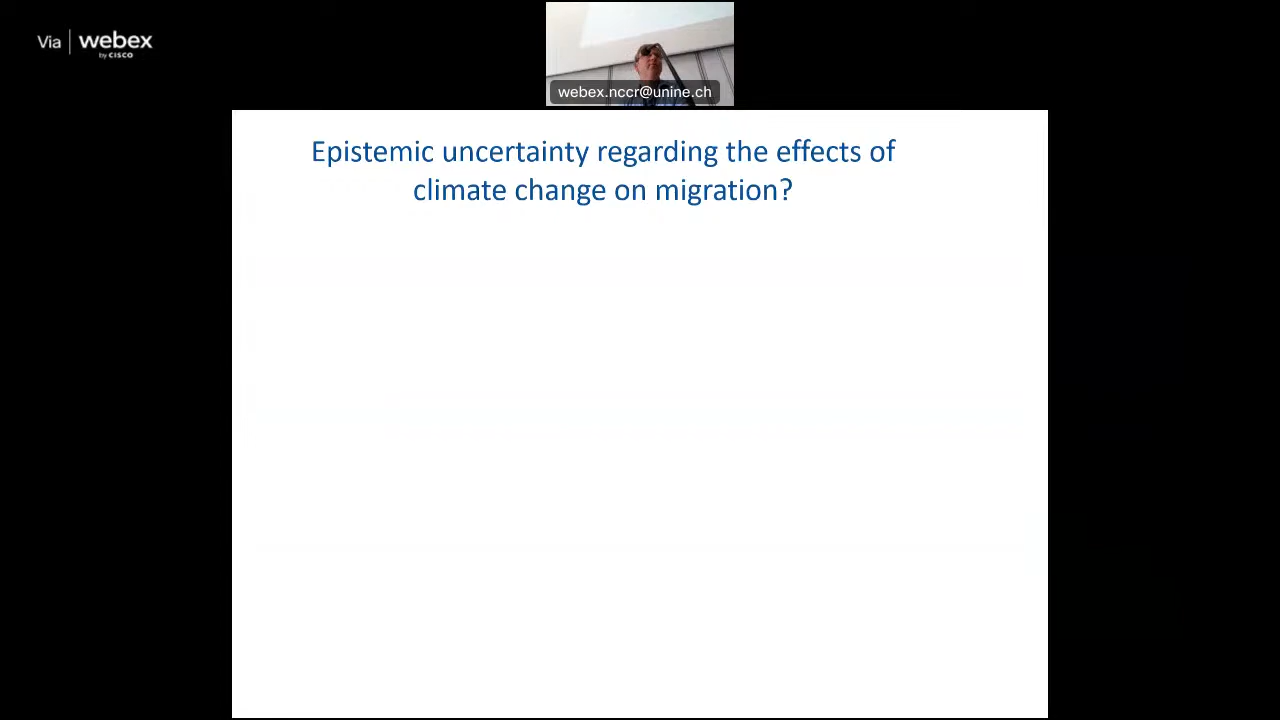 Via webex
by CISCO
webex.nccr@unine.ch
Epistemic uncertainty regarding the effects of
climate change on migration?